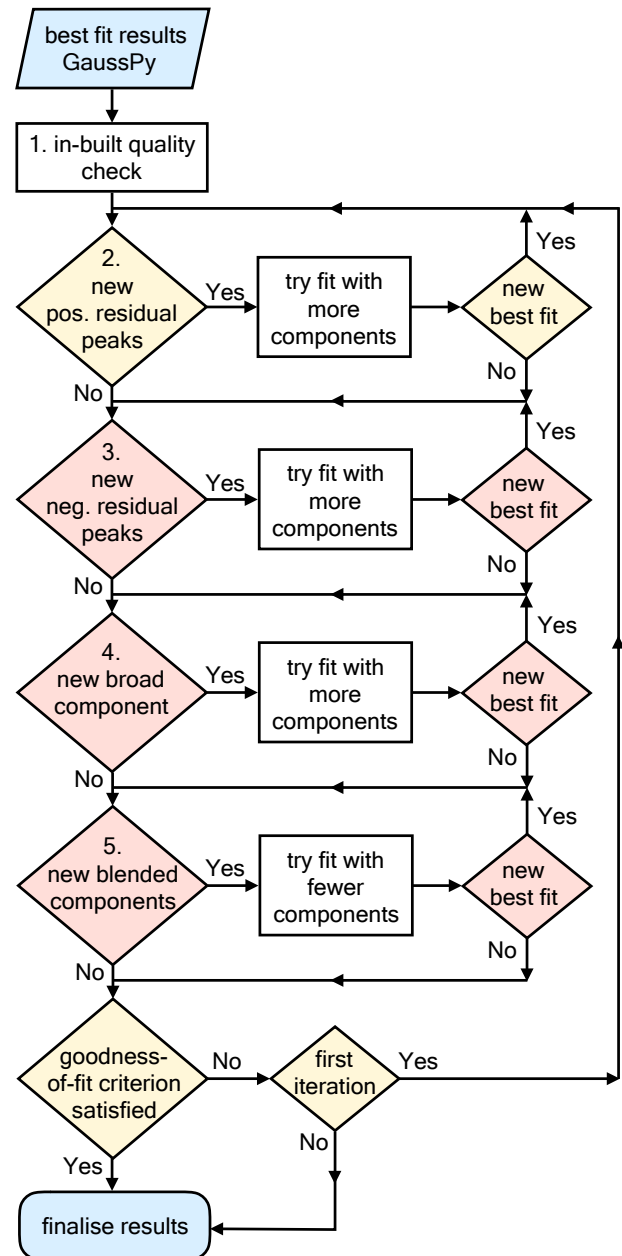 best fit results
GaussPy
1. in-built quality
check
2.
new
pos. residual
peaks
Yes
try fit with
more
components
new
best fit
Yes
No
No
3.
new
neg. residual
peaks
Yes
try fit with
more
components
new
best fit
Yes
No
No
4.
new broad
component
Yes
try fit with
more
components
new
best fit
Yes
No
No
5.
new blended
components
Yes
try fit with
fewer
components
new
best fit
Yes
No
No
goodness-
of-fit criterion
satisfied
No
first
iteration
Yes
No
Yes
finalise results